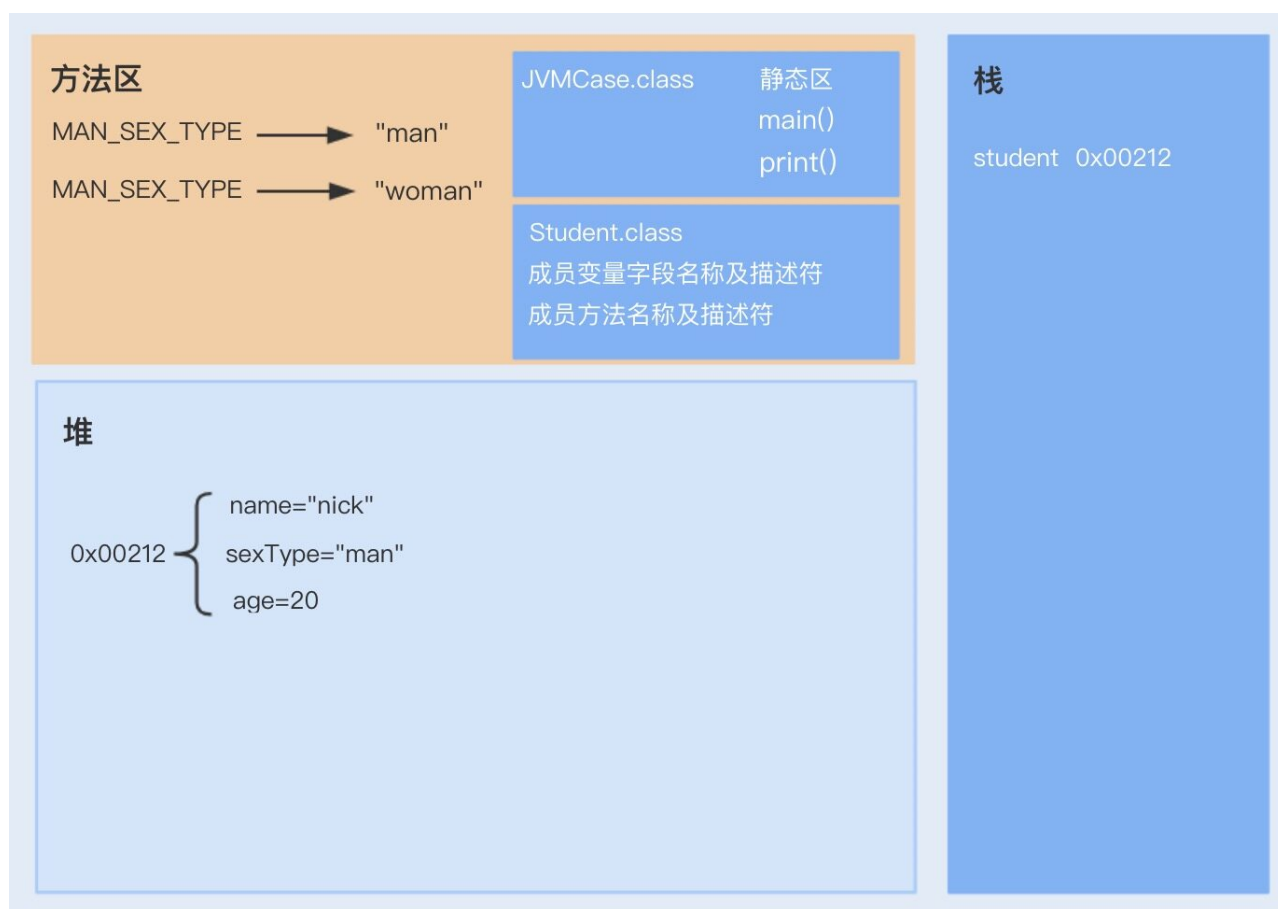 方法区
MAN_SEX_TYPE "man"
MAN_SEX_TYPE "woman"
JVMCase.class 静态区
main()
print()
Student.class
成员变量字段名称及描述符
成员方法名称及描述符
栈
student 0x00212
堆
name="nick"
0x00212 sexType="man"
age=20